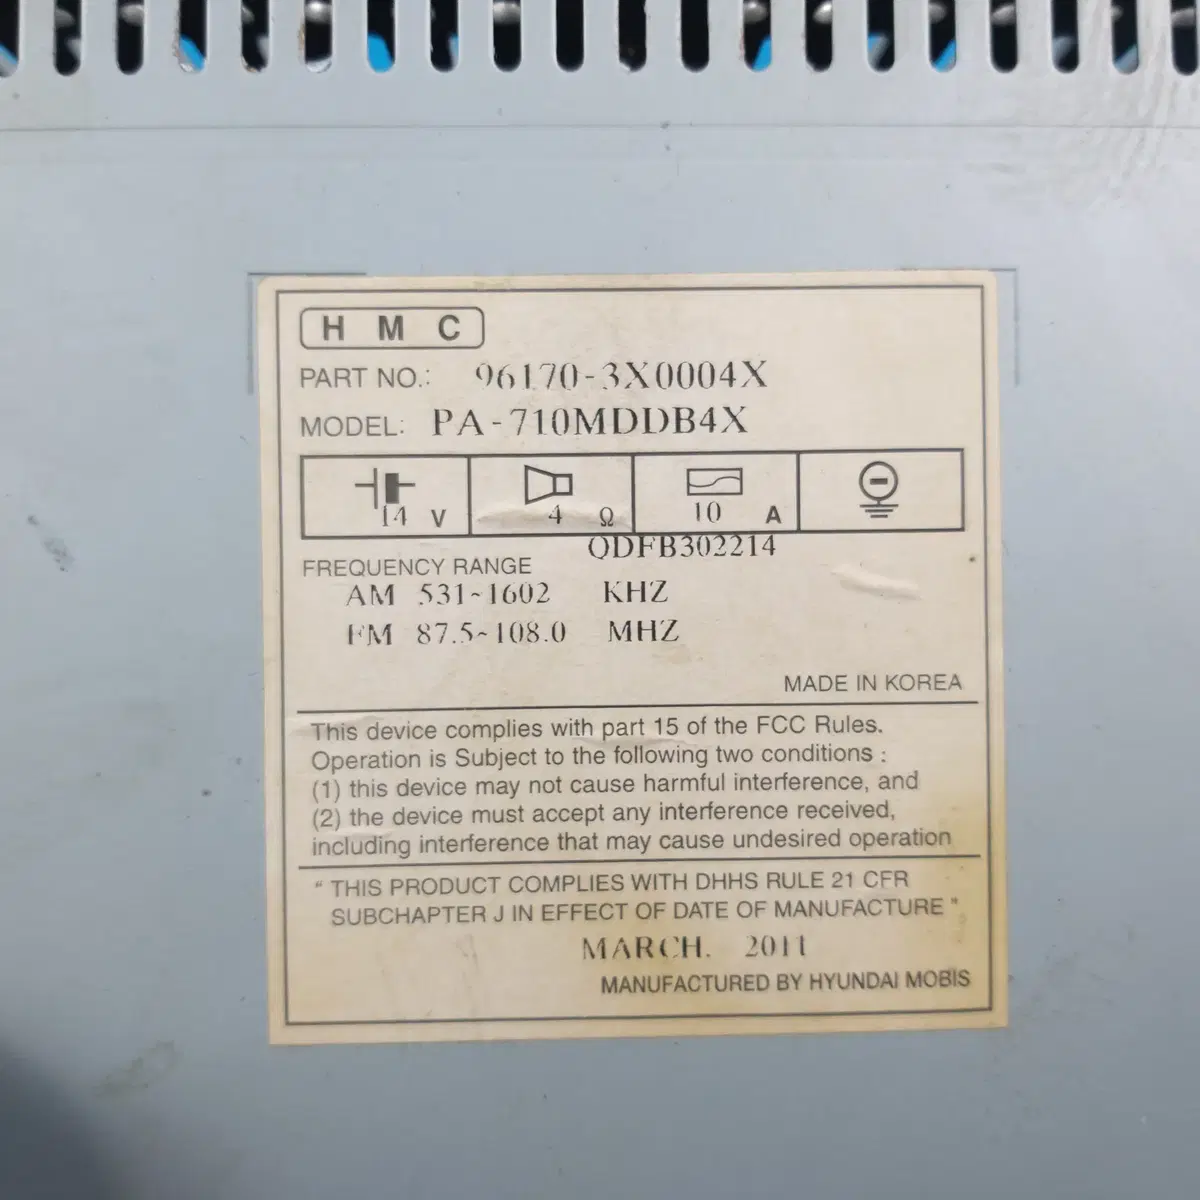 H M C
PART NO.: 96170-3X0004X
MODEL: PA-710MDDB4X
14 V 4 Ω 10 A
QDFB302214
FREQUENCY RANGE
AM 531~1602 KHZ
FM 87.5~108.0 MHZ
MADE IN KOREA
This device complies with part 15 of the FCC Rules.
Operation is Subject to the following two conditions :
(1) this device may not cause harmful interference, and
(2) the device must accept any interference received,
including interference that may cause undesired operation
" THIS PRODUCT COMPLIES WITH DHHS RULE 21 CFR
SUBCHAPTER J IN EFFECT OF DATE OF MANUFACTURE "
MARCH. 2011
MANUFACTURED BY HYUNDAI MOBIS